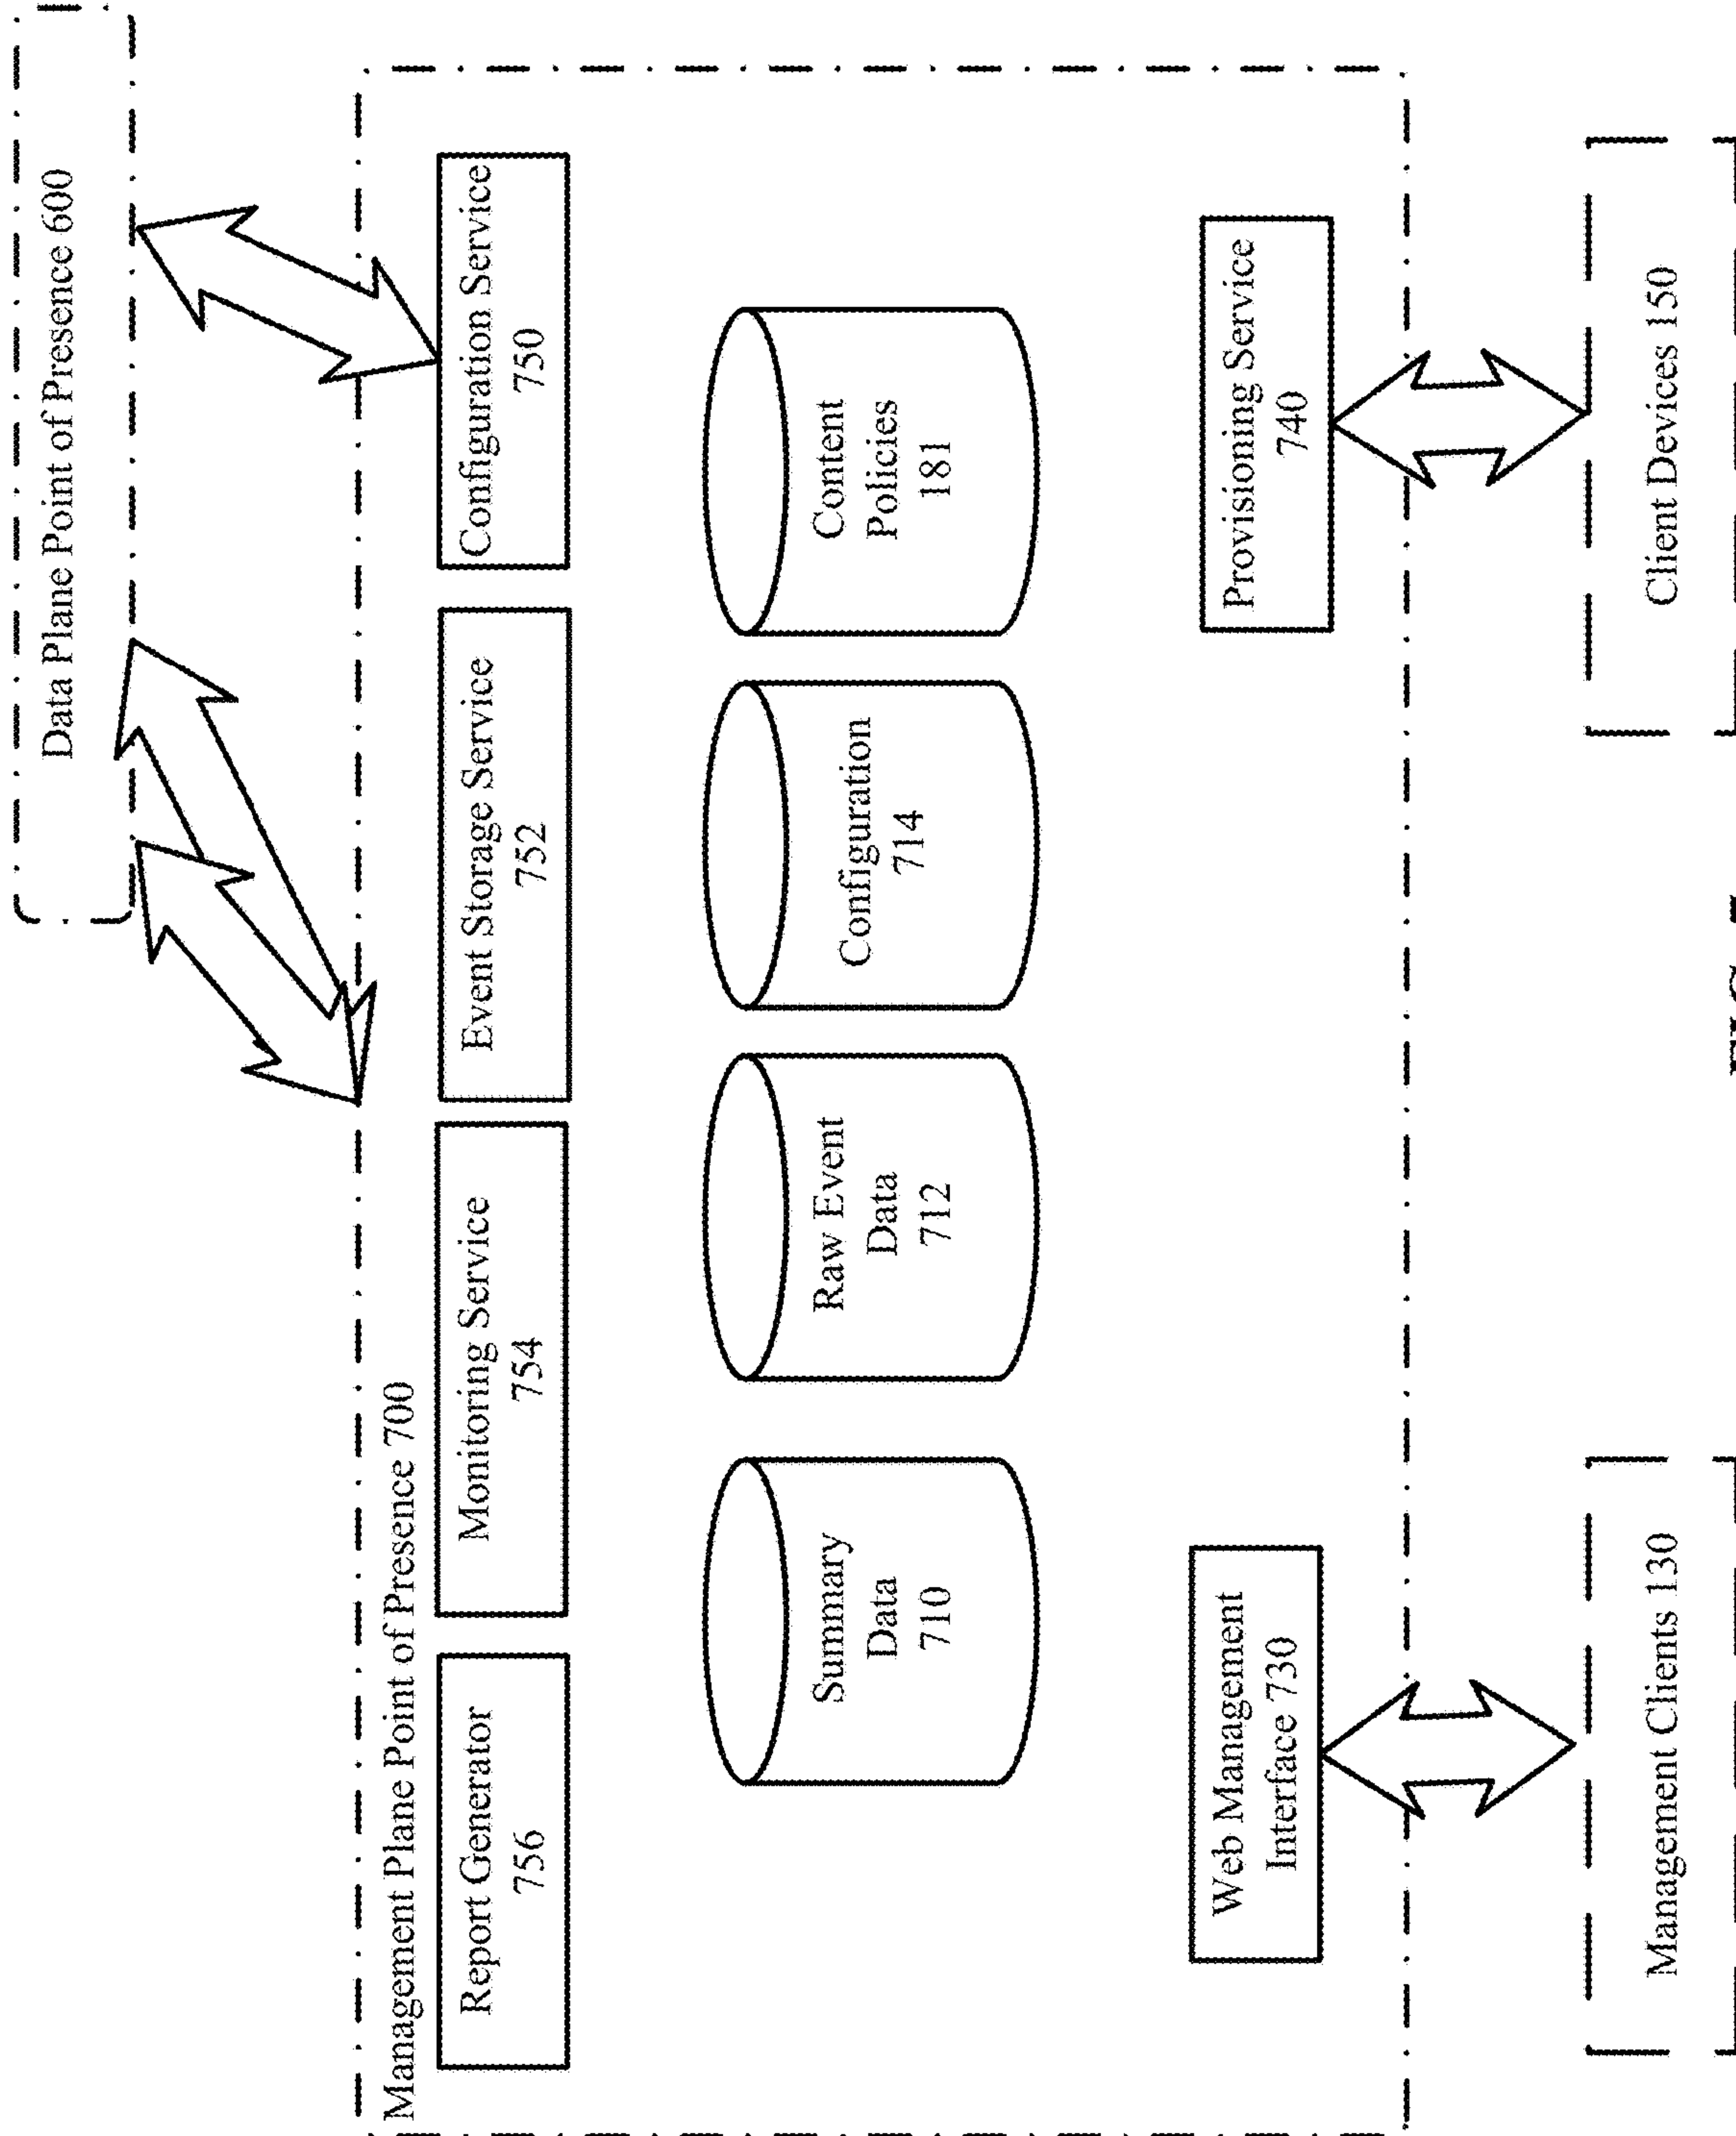 Data Plane Point of Presence 600
Management Plane Point of Presence 700
Report Generator
756
Monitoring Service
754
Event Storage Service
752
Configuration Service
750
Summary
Data
710
Raw Event
Data
712
Configuration
714
Content
Policies
181
Web Management
Interface 730
Provisioning Service
740
Management Clients 130
Client Devices 150